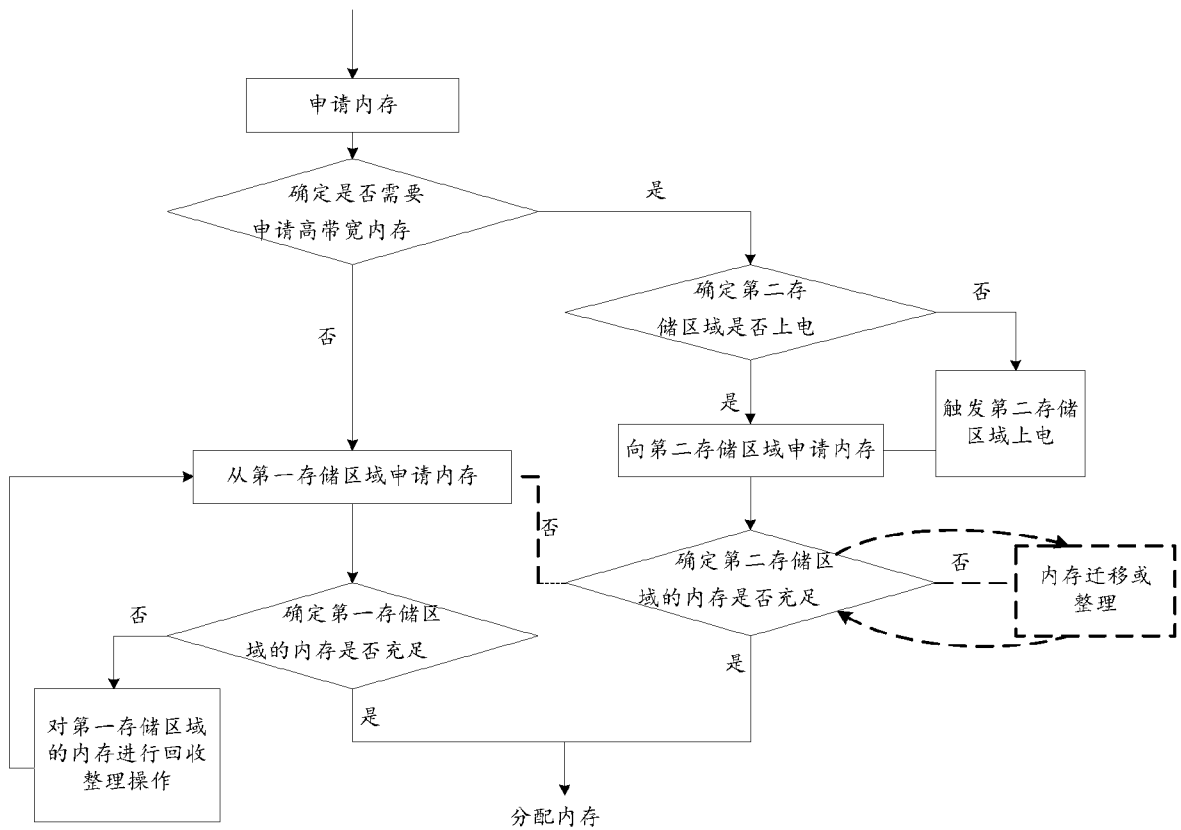 申请内存
确定是否需要
申请高带宽内存
是
否
确定第二存
储区域是否上电
否
是
触发第二存储
区域上电
向第二存储区域申请内存
从第一存储区域申请内存
否
确定第二存储区
域的内存是否充足
否
内存迁移或
整理
确定第一存储区
域的内存是否充足
否
是
对第一存储区域
的内存进行回收
整理操作
是
分配内存